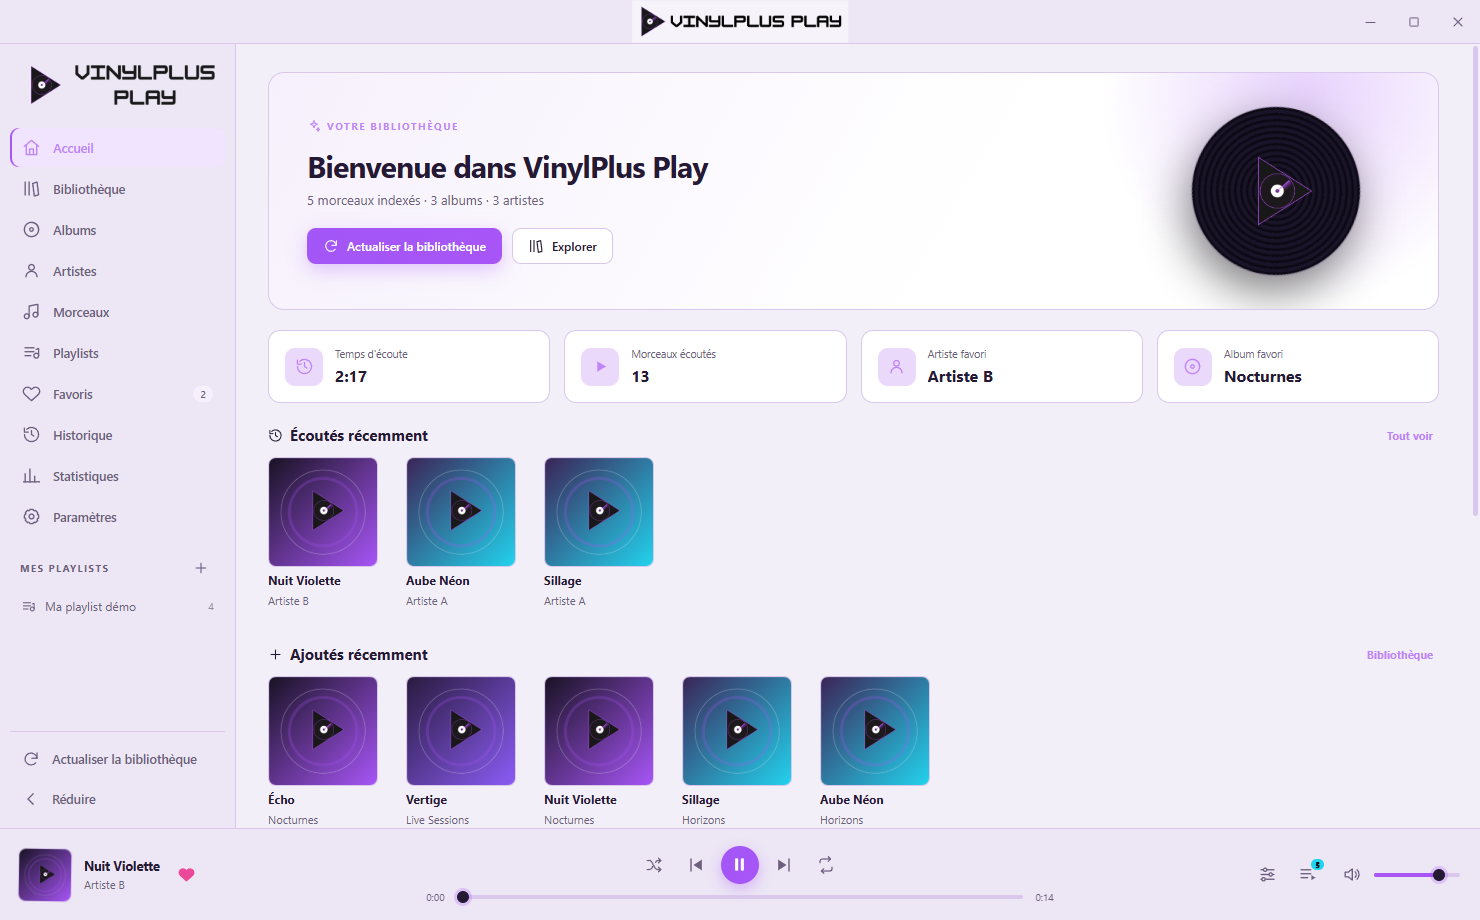 VINYLPLUS PLAY
VINYLPLUS
PLAY
Accueil
Bibliothèque
Albums
Artistes
Morceaux
Playlists
Favoris 2
Historique
Statistiques
Paramètres
MES PLAYLISTS
Ma playlist démo 4
Actualiser la bibliothèque
Réduire
VOTRE BIBLIOTHÈQUE
Bienvenue dans VinylPlus Play
5 morceaux indexés · 3 albums · 3 artistes
Actualiser la bibliothèque Explorer
Temps d'écoute
2:17
Morceaux écoutés
13
Artiste favori
Artiste B
Album favori
Nocturnes
Écoutés récemment Tout voir
Nuit Violette
Artiste B
Aube Néon
Artiste A
Sillage
Artiste A
Ajoutés récemment Bibliothèque
Écho
Nocturnes
Vertige
Live Sessions
Nuit Violette
Nocturnes
Sillage
Horizons
Aube Néon
Horizons
Nuit Violette
Artiste B
0:00 0:14
5